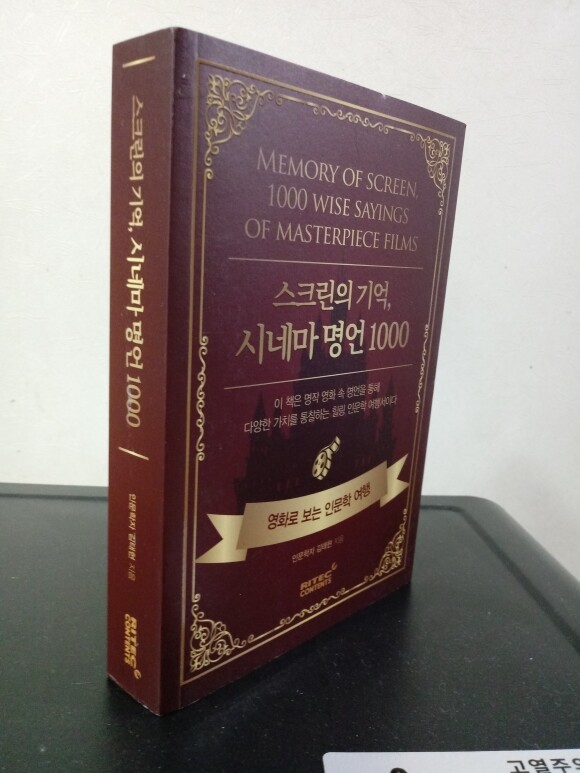 스크린의 기억, 시네마 명언 1000
인문학자 김태현 지음
RITEC
CONTENTS
MEMORY OF SCREEN,
1000 WISE SAYINGS
OF MASTERPIECE FILMS
스크린의 기억,
시네마 명언 1000
이 책은 명작 영화 속 명언을 통해
다양한 가치를 통찰하는 힐링 인문학 여행서이다
영화로 보는 인문학 여행
인문학자 김태현 지음
RITEC
CONTENTS
고열주의